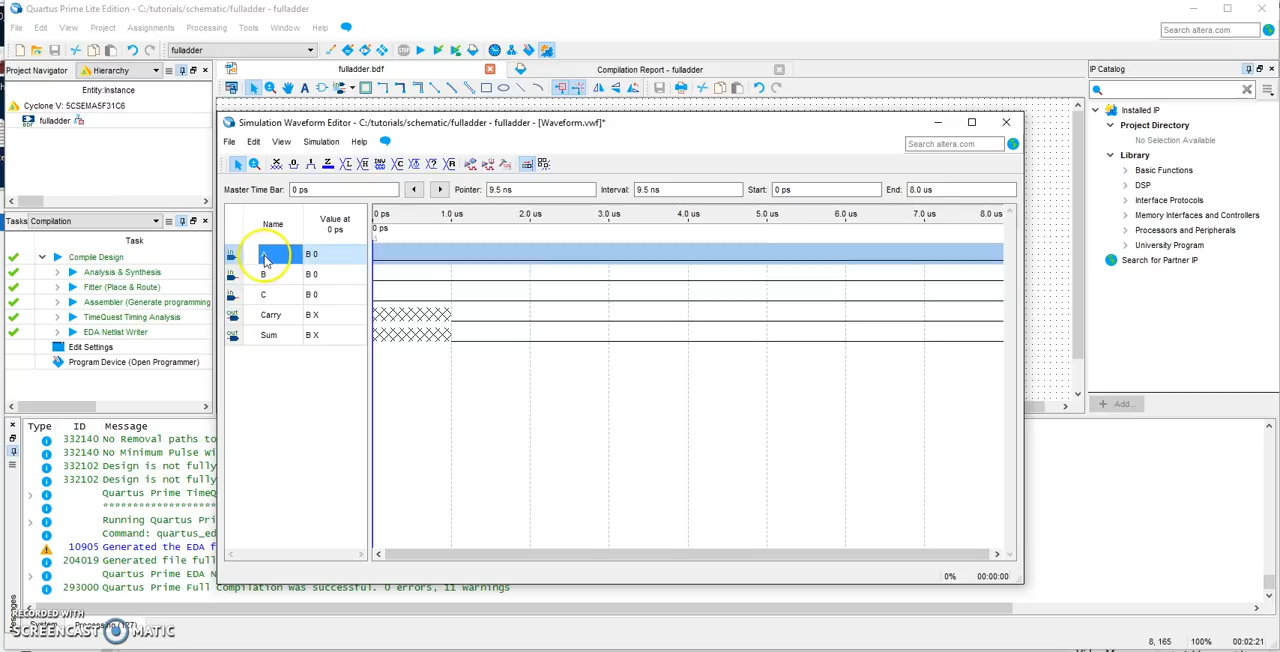 Quartus Prime Lite Edition - C:/tutorials/schematic/fulladder - fulladder
File Edit View Project Assignments Processing Tools Window Help
Search altera.com
fulladder
Project Navigator Hierarchy
Entity:Instance
Cyclone V: 5CSEMA5F31C6
fulladder
Tasks Compilation
Task
Compile Design
Analysis & Synthesis
Fitter (Place & Route)
Assembler (Generate programming
TimeQuest Timing Analysis
EDA Netlist Writer
Edit Settings
Program Device (Open Programmer)
fulladder.bdf
Compilation Report - fulladder
Simulation Waveform Editor - C:/tutorials/schematic/fulladder - fulladder - [Waveform.vwf]*
File Edit View Simulation Help
Search altera.com
Master Time Bar: 0 ps Pointer: 9.5 ns Interval: 9.5 ns Start: 0 ps End: 8.0 us
Name Value at
0 ps
0 ps 1.0 us 2.0 us 3.0 us 4.0 us 5.0 us 6.0 us 7.0 us 8.0 us
0 ps
B 0
B B 0
C B 0
Carry B X
Sum B X
0% 00:00:00
IP Catalog
Installed IP
Project Directory
No Selection Available
Library
Basic Functions
DSP
Interface Protocols
Memory Interfaces and Controllers
Processors and Peripherals
University Program
Search for Partner IP
Add...
Type ID Message
332140 No Removal paths to
332140 No Minimum Pulse Wi
332102 Design is not fully
332102 Design is not fully
Quartus Prime TimeQ
Running Quartus Pri
Command: quartus_ed
10905 Generated the EDA f
204019 Generated file full
Quartus Prime EDA N
293000 Quartus Prime Full Compilation was successful. 0 errors, 11 warnings
Messages
System Processing (127)
RECORDED WITH
SCREENCAST MATIC
8, 165 100% 00:02:21